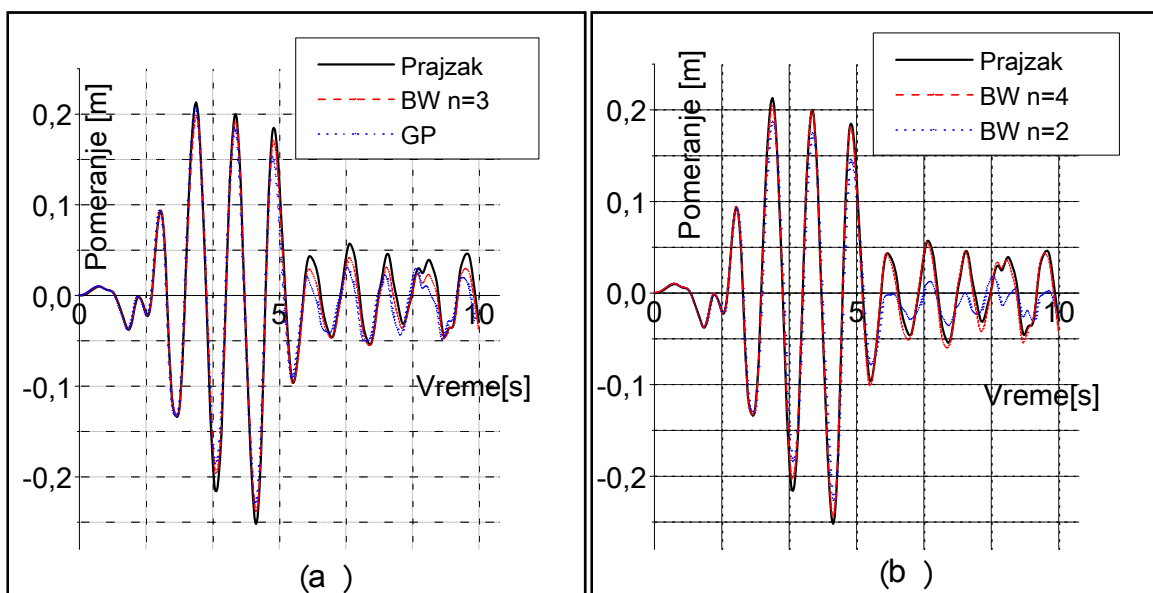 Prajzak
BW n=3
GP
Pomeranje [m]
0,2
0,1
0,0
-0,1
-0,2
0
5
10
Vreme[s]
(a )
Prajzak
BW n=4
BW n=2
Pomeranje [m]
0,2
0,1
0,0
-0,1
-0,2
0
5
10
Vreme[s]
(b )